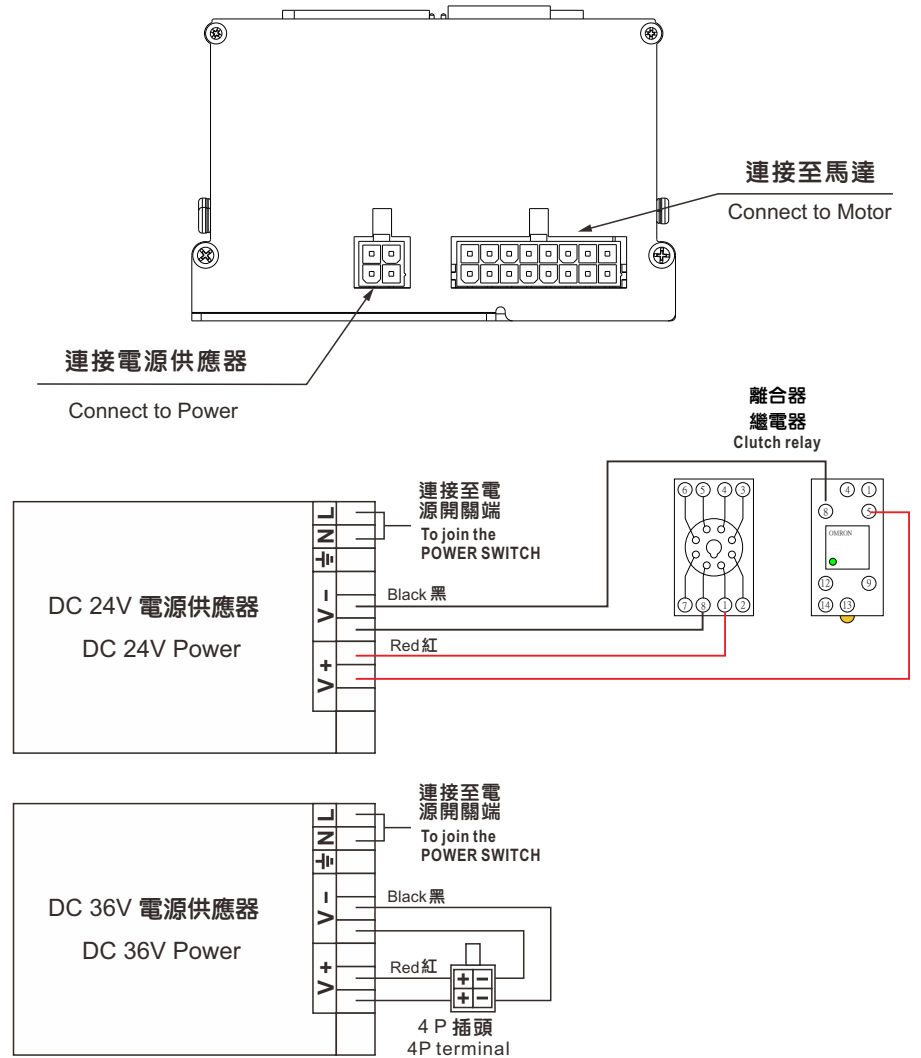 連接至馬達
Connect to Motor
連接電源供應器
Connect to Power
離合器
繼電器
Clutch relay
6 5 4 3
7 8 1 2
4 1
8 5
OMRON
12 9
14 13
L
N
V -
V +
DC 24V 電源供應器
DC 24V Power
連接至電
源開關端
To join the
POWER SWITCH
Black 黑
Red 紅
L
N
V -
V +
DC 36V 電源供應器
DC 36V Power
連接至電
源開關端
To join the
POWER SWITCH
Black 黑
Red 紅
+ -
+ -
4 P 插頭
4P terminal